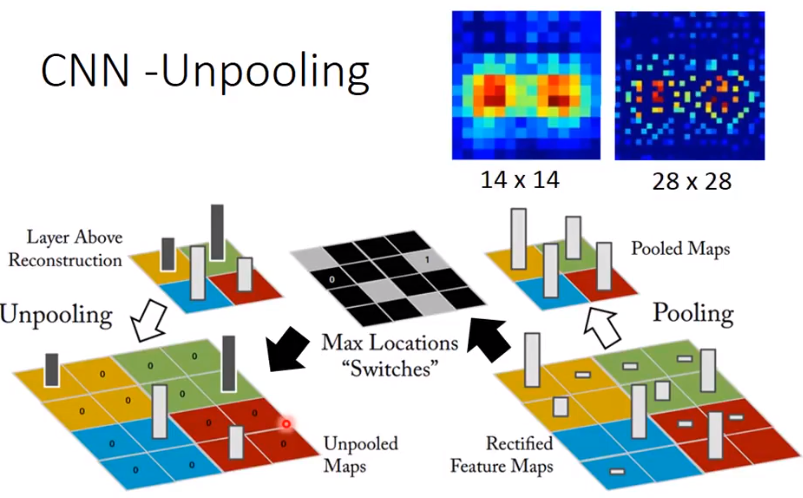 CNN -Unpooling
14 x 14
28 x 28
Layer Above
Reconstruction
Unpooling
0
1
Max Locations
“Switches”
Pooled Maps
Pooling
0
0
0
0
0
0
0
0
0
0
0
0
Unpooled
Maps
Rectified
Feature Maps